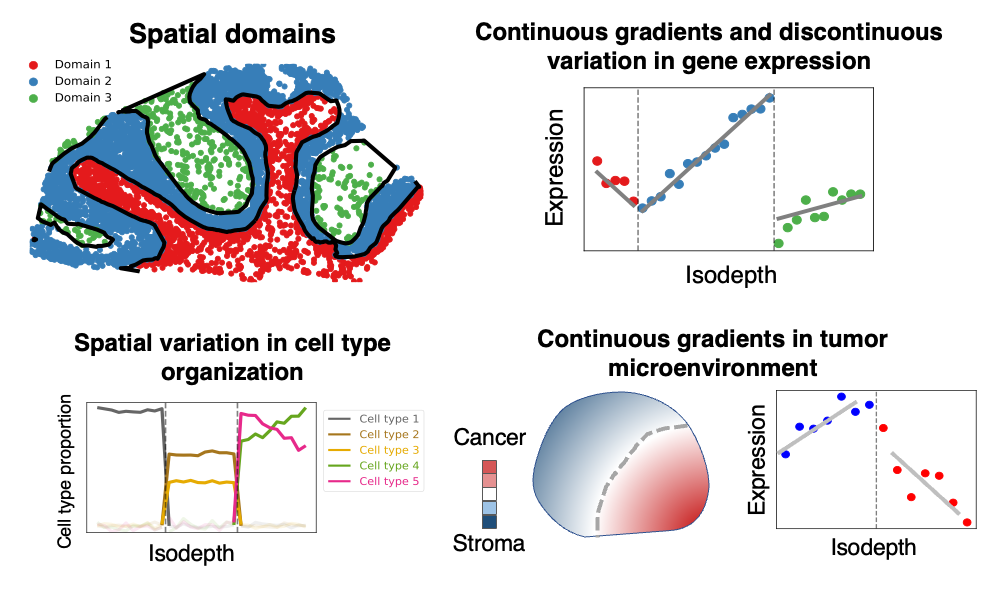 Spatial domains
Domain 1
Domain 2
Domain 3
Continuous gradients and discontinuous
variation in gene expression
Expression
Isodepth
Spatial variation in cell type
organization
Cell type proportion
Isodepth
Cell type 1
Cell type 2
Cell type 3
Cell type 4
Cell type 5
Continuous gradients in tumor
microenvironment
Cancer
Stroma
Expression
Isodepth